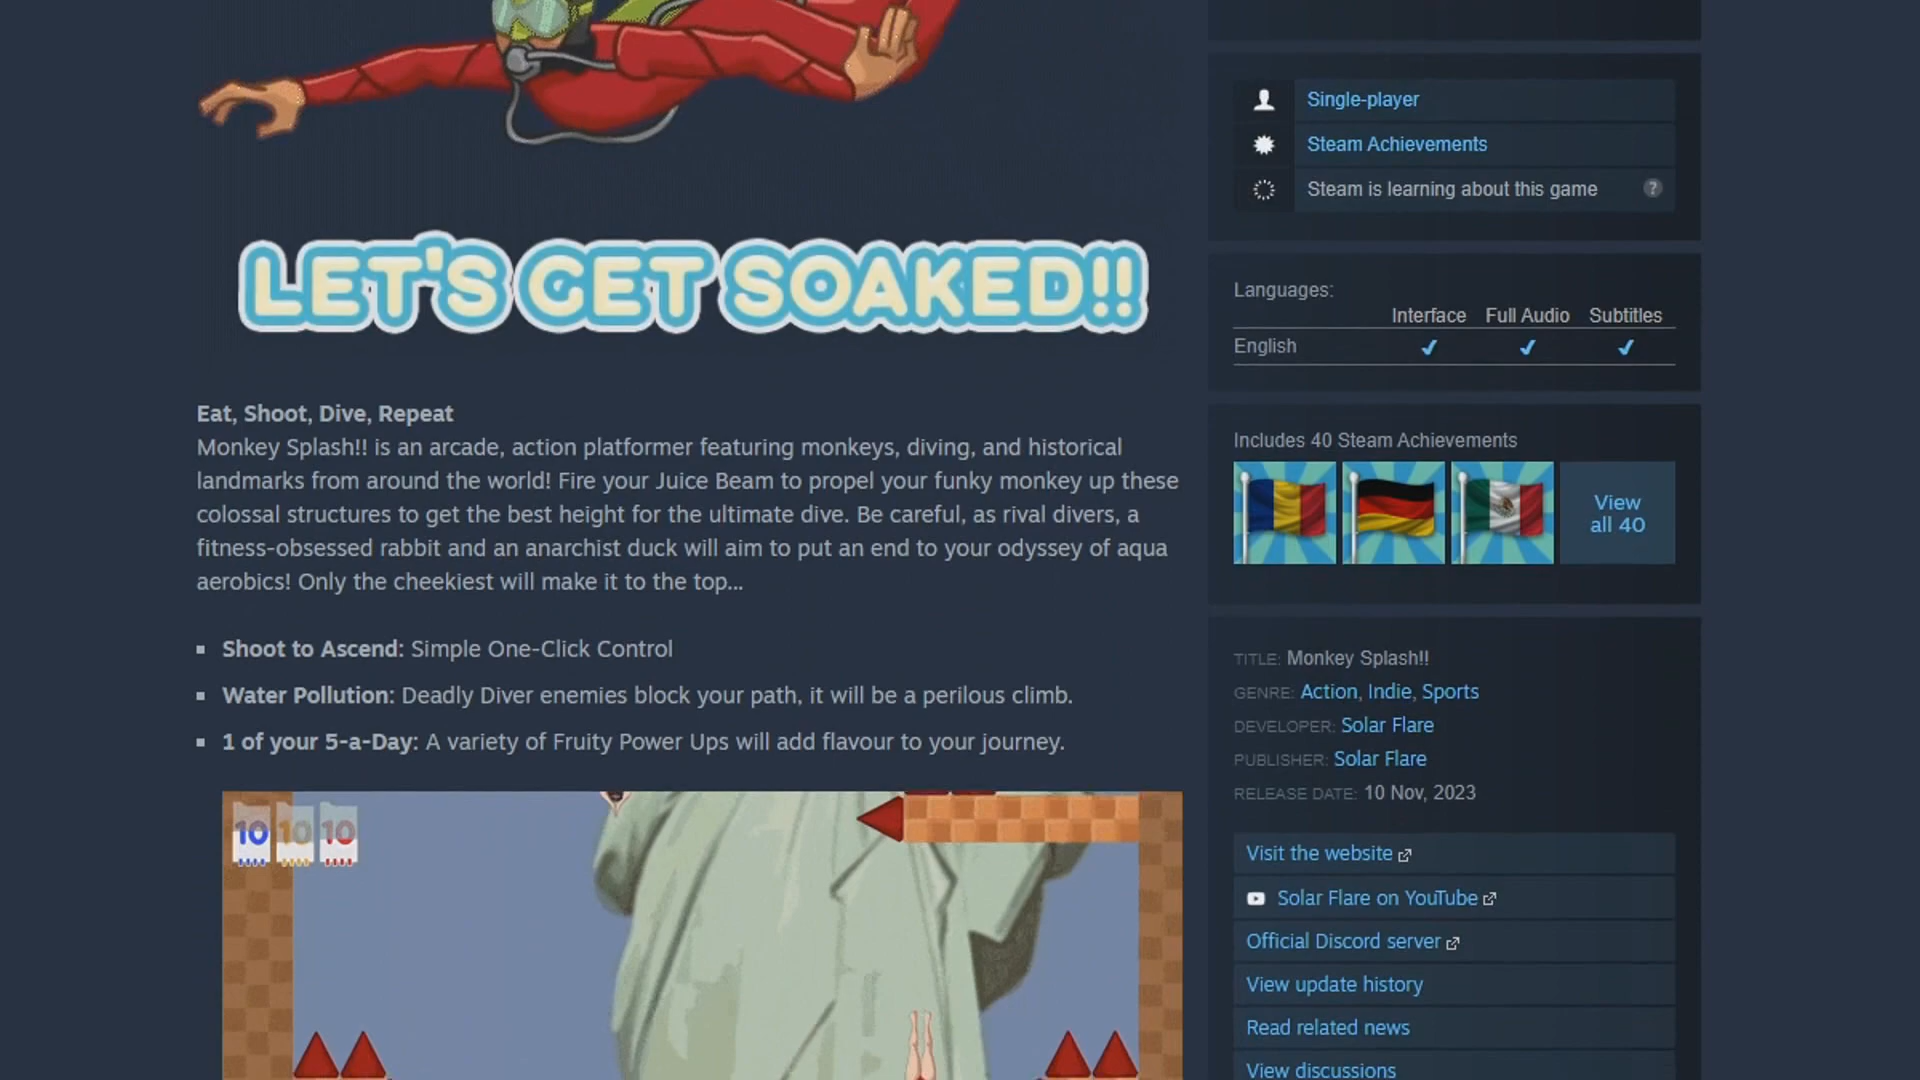 LET'S GET SOAKED!!
Eat, Shoot, Dive, Repeat
Monkey Splash!! is an arcade, action platformer featuring monkeys, diving, and historical
landmarks from around the world! Fire your Juice Beam to propel your funky monkey up these
colossal structures to get the best height for the ultimate dive. Be careful, as rival divers, a
fitness-obsessed rabbit and an anarchist duck will aim to put an end to your odyssey of aqua
aerobics! Only the cheekiest will make it to the top...
Shoot to Ascend: Simple One-Click Control
Water Pollution: Deadly Diver enemies block your path, it will be a perilous climb.
1 of your 5-a-Day: A variety of Fruity Power Ups will add flavour to your journey.
10 10 10
Single-player
Steam Achievements
Steam is learning about this game ?
Languages:
Interface Full Audio Subtitles
English ✔ ✔ ✔
Includes 40 Steam Achievements
View
all 40
TITLE: Monkey Splash!!
GENRE: Action, Indie, Sports
DEVELOPER: Solar Flare
PUBLISHER: Solar Flare
RELEASE DATE: 10 Nov, 2023
Visit the website
Solar Flare on YouTube
Official Discord server
View update history
Read related news
View discussions